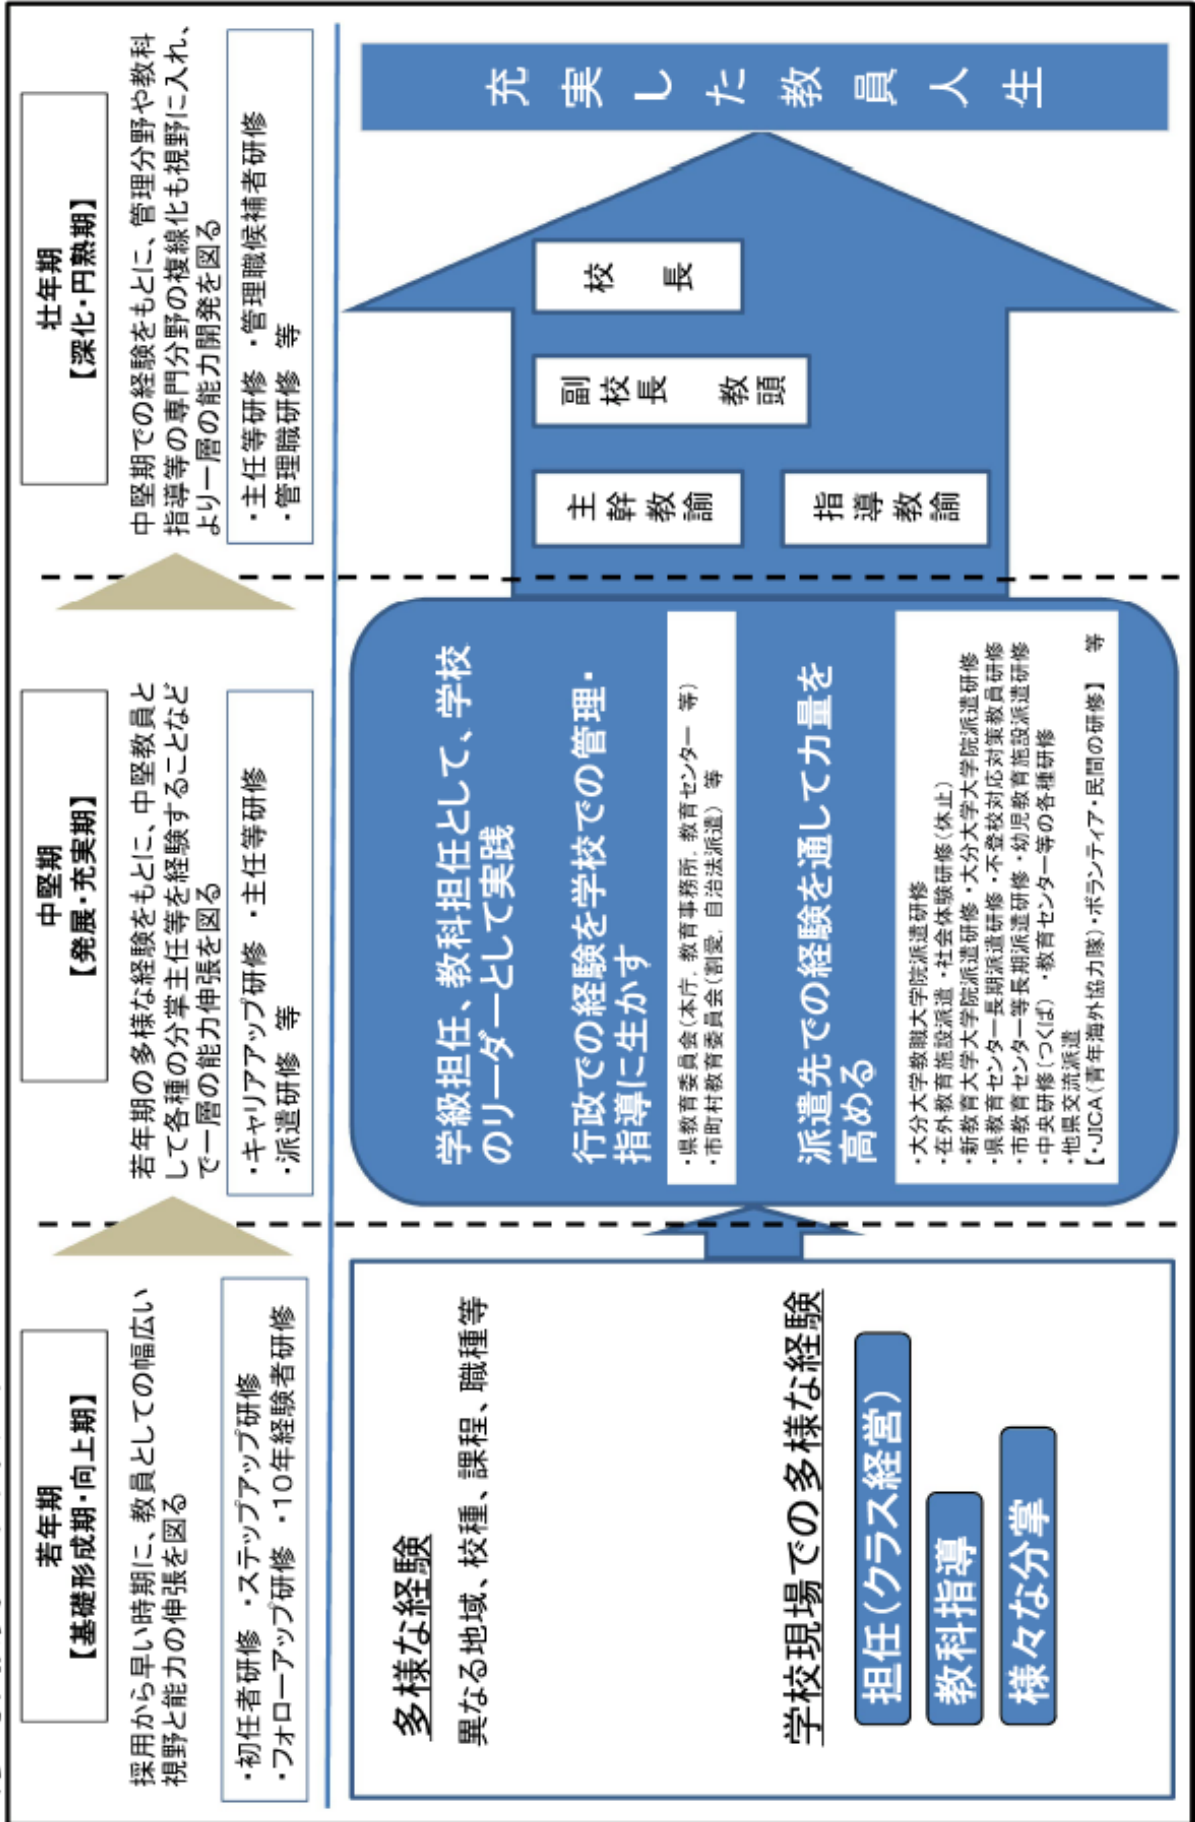 若年期
【基礎形成期・向上期】
採用から早い時期に、教員としての幅広い
視野と能力の伸張を図る
・初任者研修 ・ステップアップ研修
・フォローアップ研修 ・10年経験者研修
中堅期
【発展・充実期】
若年期の多様な経験をもとに、中堅教員と
して各種の分掌主任等を経験することなど
で一層の能力伸張を図る
・キャリアアップ研修 ・主任等研修
・派遣研修 等
壮年期
【深化・円熟期】
中堅期での経験をもとに、管理分野や教科
指導等の専門分野の複線化も視野に入れ、
より一層の能力開発を図る
・主任等研修 ・管理職候補者研修
・管理職研修 等
多様な経験
異なる地域、校種、課程、職種等
学校現場での多様な経験
担任(クラス経営)
教科指導
様々な分掌
学級担任、教科担任として、学校
のリーダーとして実践
行政での経験を学校での管理・
指導に生かす
・県教育委員会(本庁、教育事務所、教育センター 等)
・市町村教育委員会(割愛、自治法派遣) 等
派遣先での経験を通して力量を
高める
・大分大学教職大学院派遣研修
・在外教育施設派遣・社会体験研修(休止)
・新教育大学大学院派遣研修・大分大学大学院派遣研修
・県教育センター長期派遣研修・不登校対応対策教員研修
・市教育センター等長期派遣研修・幼児教育施設派遣研修
・中央研修(つくば) ・教育センター等の各種研修
・他県交流派遣
【・JICA(青年海外協力隊)・ボランティア・民間の研修】 等
主幹教諭
指導教諭
副校長 教頭
校長
充実した教員人生